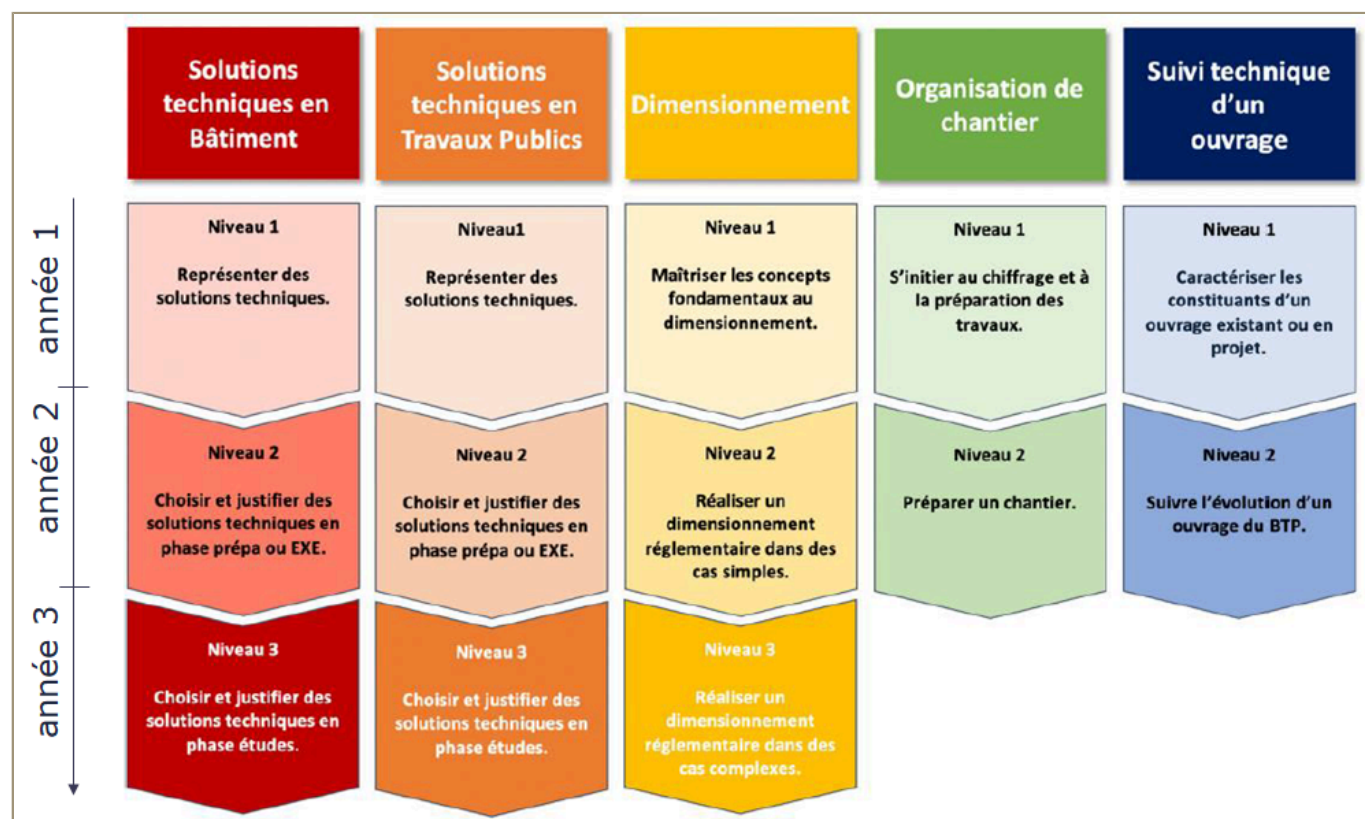 Solutions
techniques en
Bâtiment
Solutions
techniques en
Travaux Publics
Dimensionnement
Organisation de
chantier
Suivi technique
d'un
ouvrage
année 1
Niveau 1
Représenter des
solutions techniques.
Niveau1
Représenter des
solutions techniques.
Niveau 1
Maîtriser les concepts
fondamentaux au
dimensionnement.
Niveau 1
S'initier au chiffrage et à
la préparation des
travaux.
Niveau 1
Caractériser les
constituants d'un
ouvrage existant ou en
projet.
année 2
Niveau 2
Choisir et justifier des
solutions techniques en
phase prépa ou EXE.
Niveau 2
Choisir et justifier des
solutions techniques en
phase prépa ou EXE.
Niveau 2
Réaliser un
dimensionnement
réglementaire dans des
cas simples.
Niveau 2
Préparer un chantier.
Niveau 2
Suivre l'évolution d'un
ouvrage du BTP.
année 3
Niveau 3
Choisir et justifier des
solutions techniques en
phase études.
Niveau 3
Choisir et justifier des
solutions techniques en
phase études.
Niveau 3
Réaliser un
dimensionnement
réglementaire dans des
cas complexes.